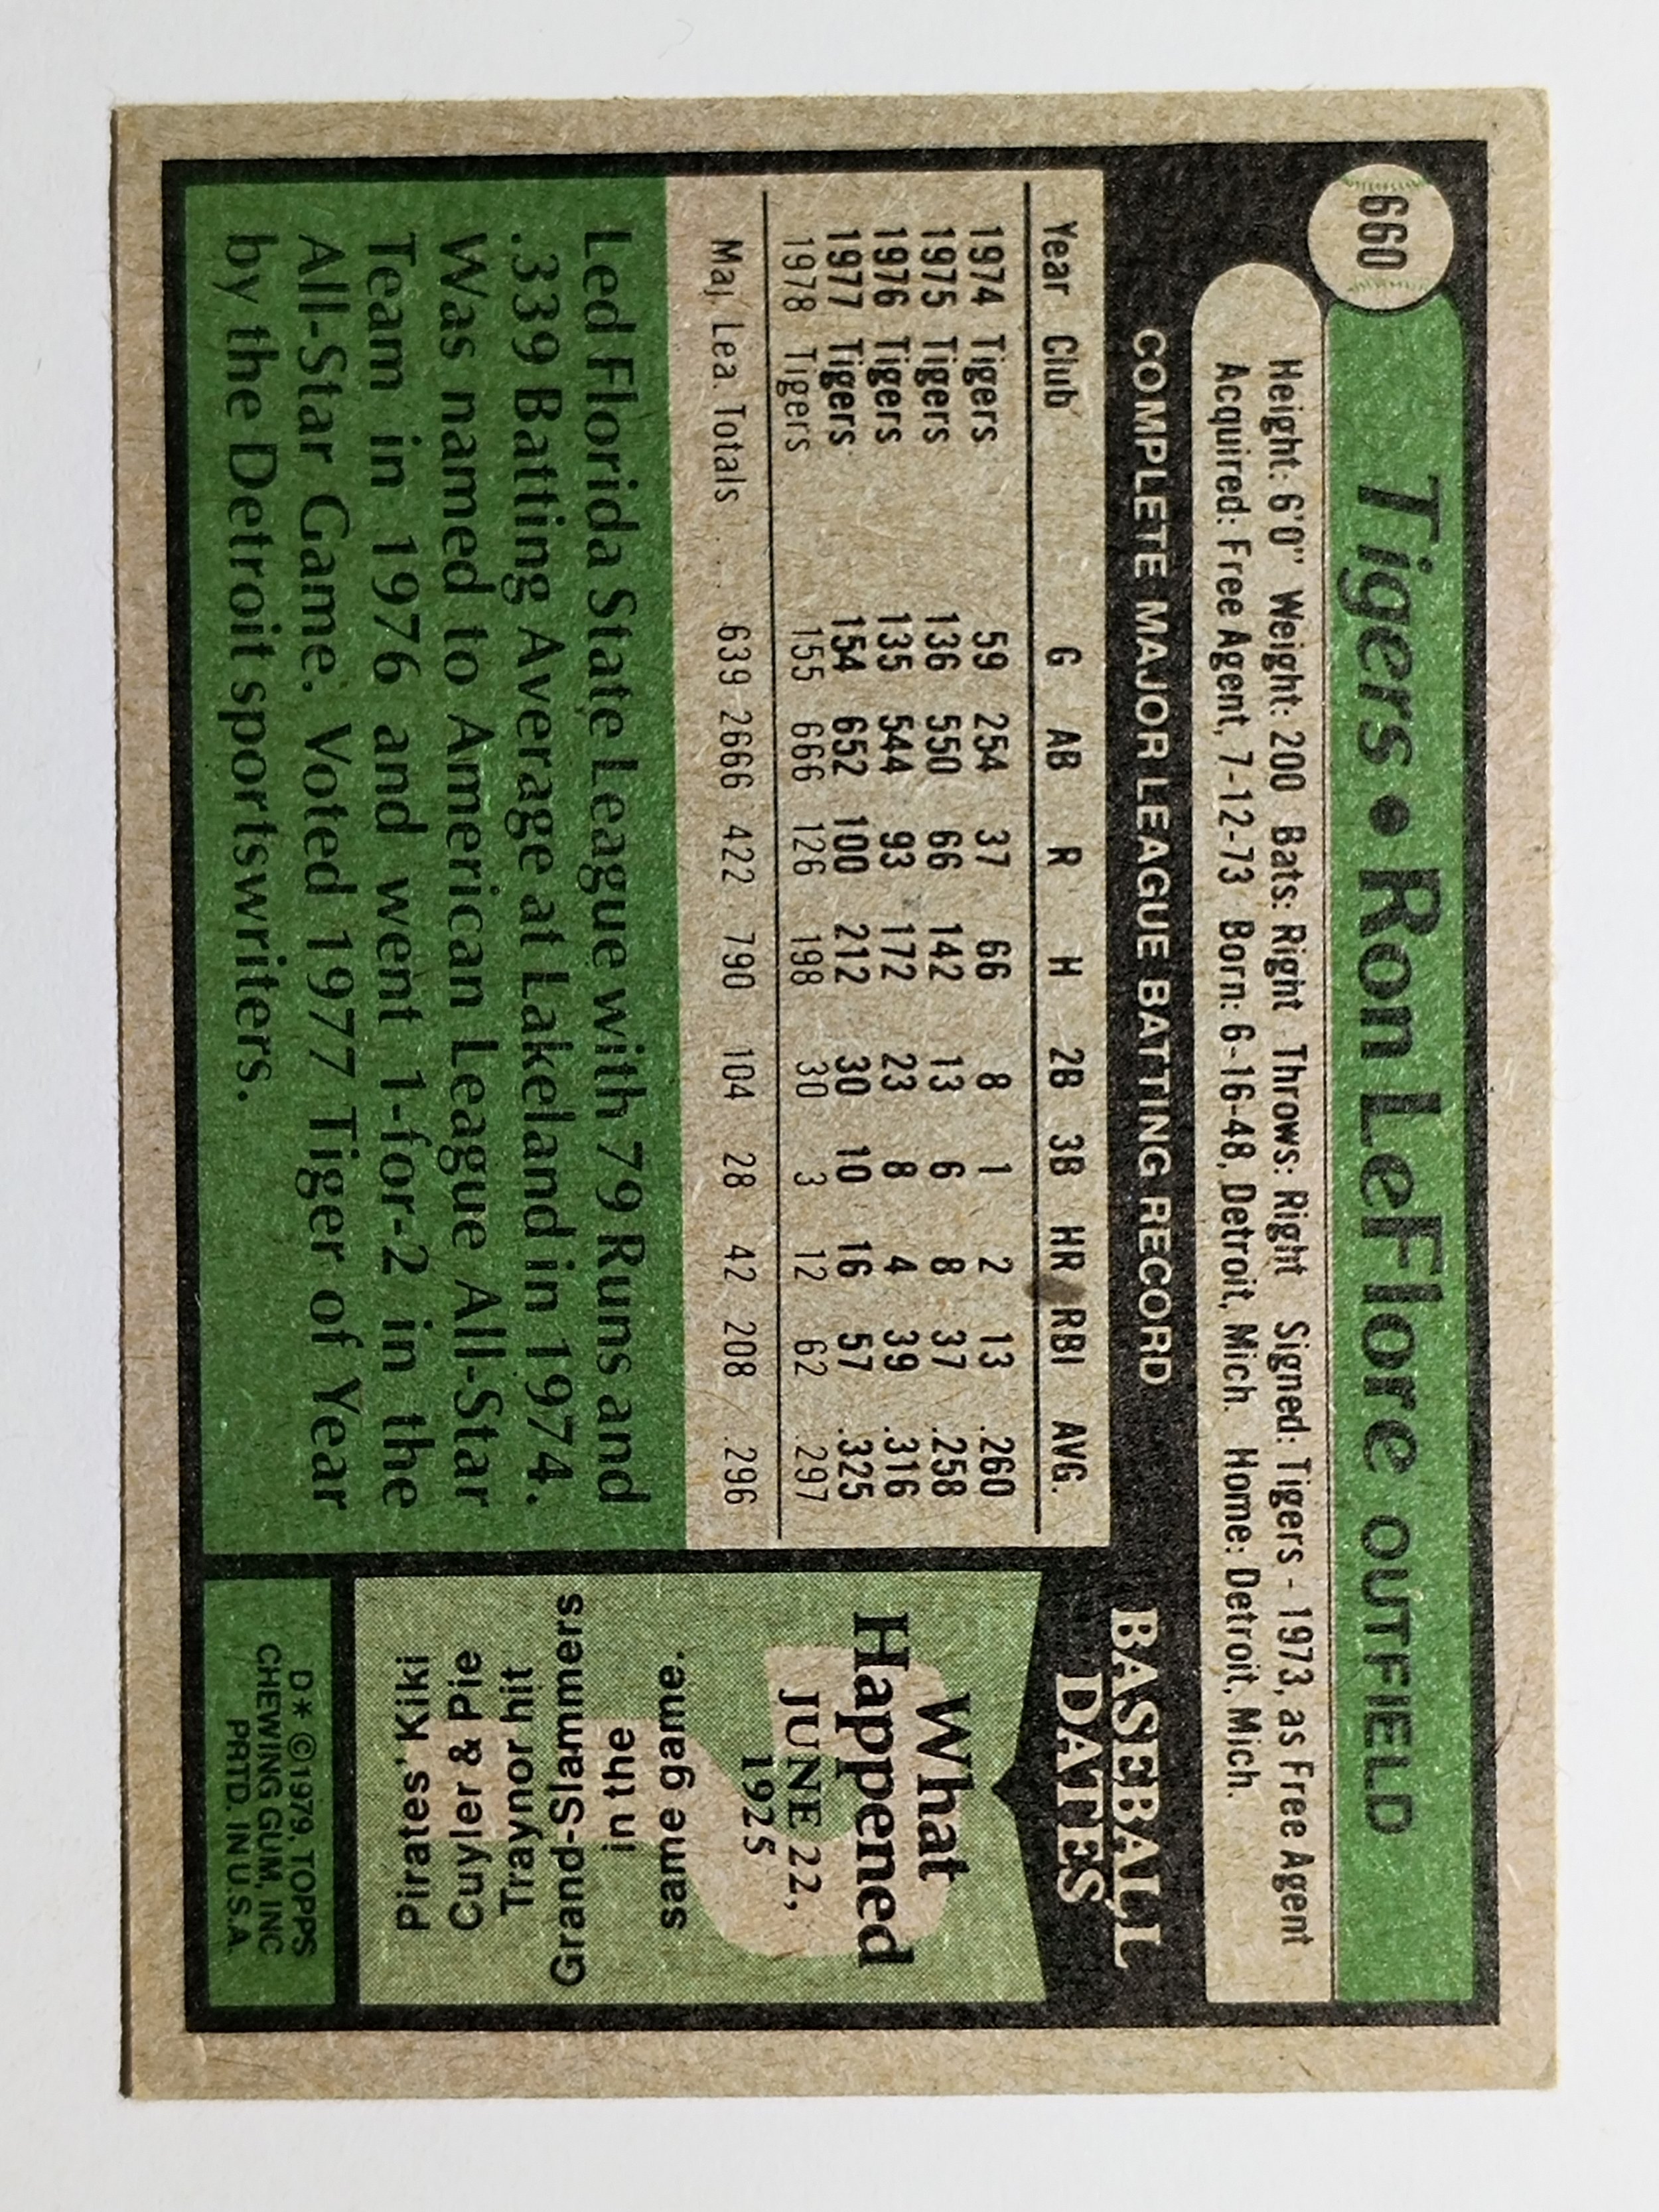 660
Tigers • Ron LeFlore OUTFIELD
Height: 6'0" Weight: 200 Bats: Right Throws: Right Signed: Tigers - 1973, as Free Agent
Acquired: Free Agent, 7-12-73 Born: 6-16-48, Detroit, Mich. Home: Detroit, Mich.
COMPLETE MAJOR LEAGUE BATTING RECORD
Year Club G AB R H 2B 3B HR RBI AVG.
1974 Tigers 59 254 37 66 8 1 2 13 .260
1975 Tigers 136 550 66 142 13 6 8 37 .258
1976 Tigers 135 544 93 172 23 8 4 39 .316
1977 Tigers 154 652 100 212 30 10 16 57 .325
1978 Tigers 155 666 126 198 30 3 12 62 .297
Maj. Lea. Totals 639 2666 422 790 104 28 42 208 .296
Led Florida State League with 79 Runs and
.339 Batting Average at Lakeland in 1974.
Was named to American League All-Star
Team in 1976 and went 1-for-2 in the
All-Star Game. Voted 1977 Tiger of Year
by the Detroit sportswriters.
BASEBALL
DATES
What
Happened
JUNE 22,
1925
Pirates' Kiki
Cuyler & Pie
Traynor hit
Grand-Slammers
in the
same game.
D* ©1979, TOPPS
CHEWING GUM, INC
PRTD. IN U.S.A.